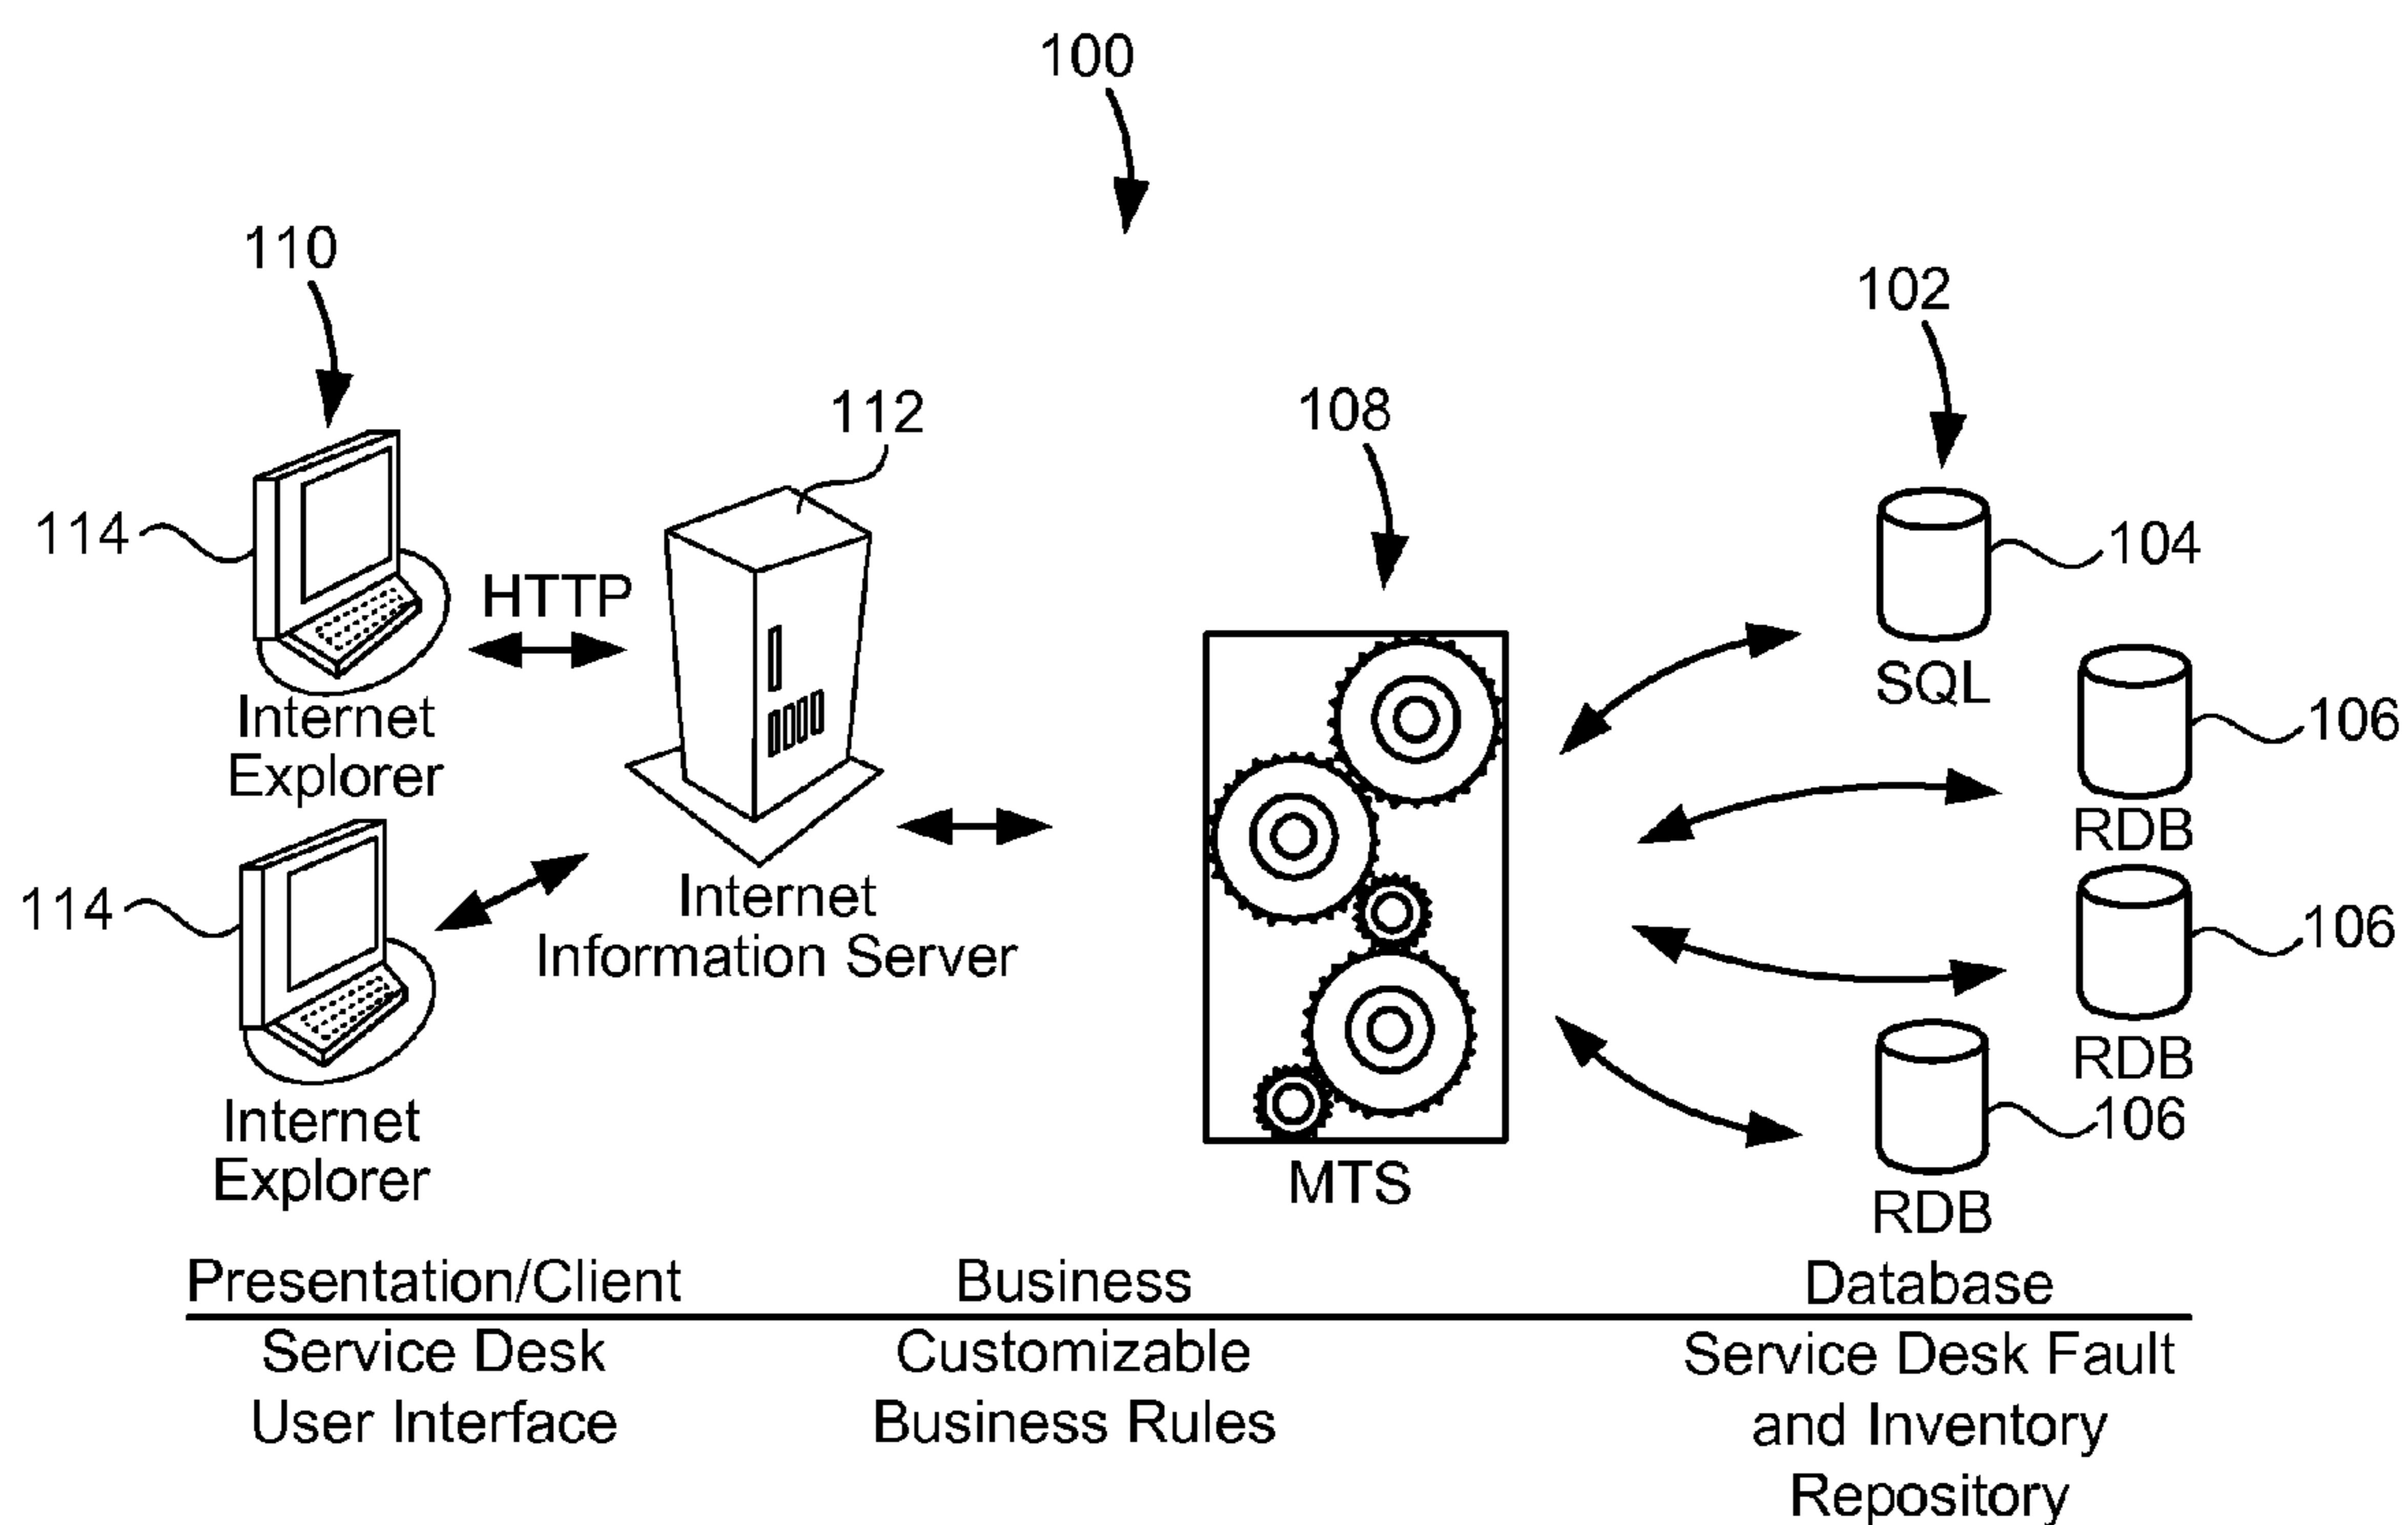 100
110
102
112
108
114
104
HTTP
SQL
106
Internet
Explorer
RDB
114
Internet
Information Server
106
RDB
106
Internet
Explorer
MTS
RDB
Presentation/Client
Business
Database
Service Desk
User Interface
Customizable
Business Rules
Service Desk Fault
and Inventory
Repository